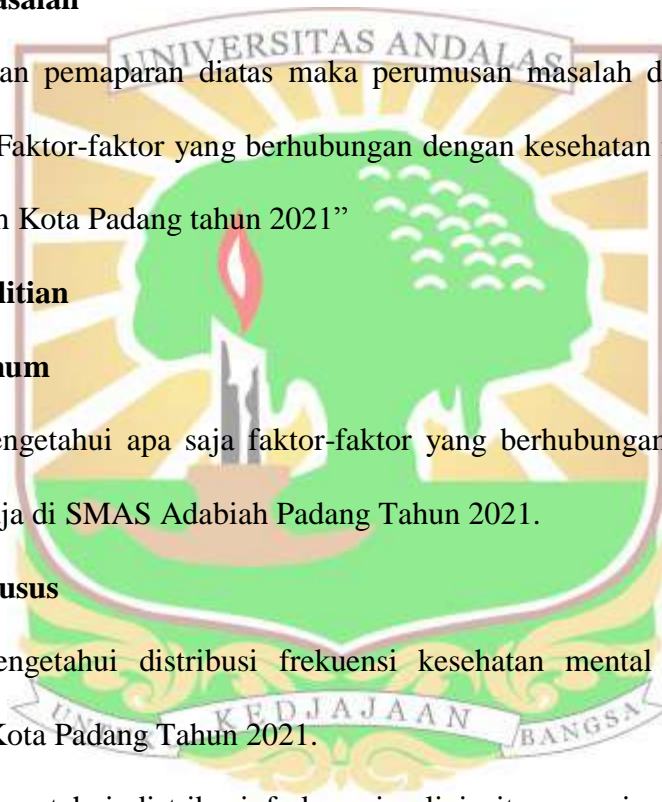 UNIVERSITAS ANDALAS
an pemaparan diatas maka perumusan masalah d
Faktor-faktor yang berhubungan dengan kesehatan
Kota Padang tahun 2021”
litian
engetahui apa saja faktor-faktor yang berhubungan
ja di SMAS Adabiah Padang Tahun 2021.
usus
engetahui distribusi frekuensi kesehatan mental
Kota Padang Tahun 2021.
KEDJAJAAN BANGSA